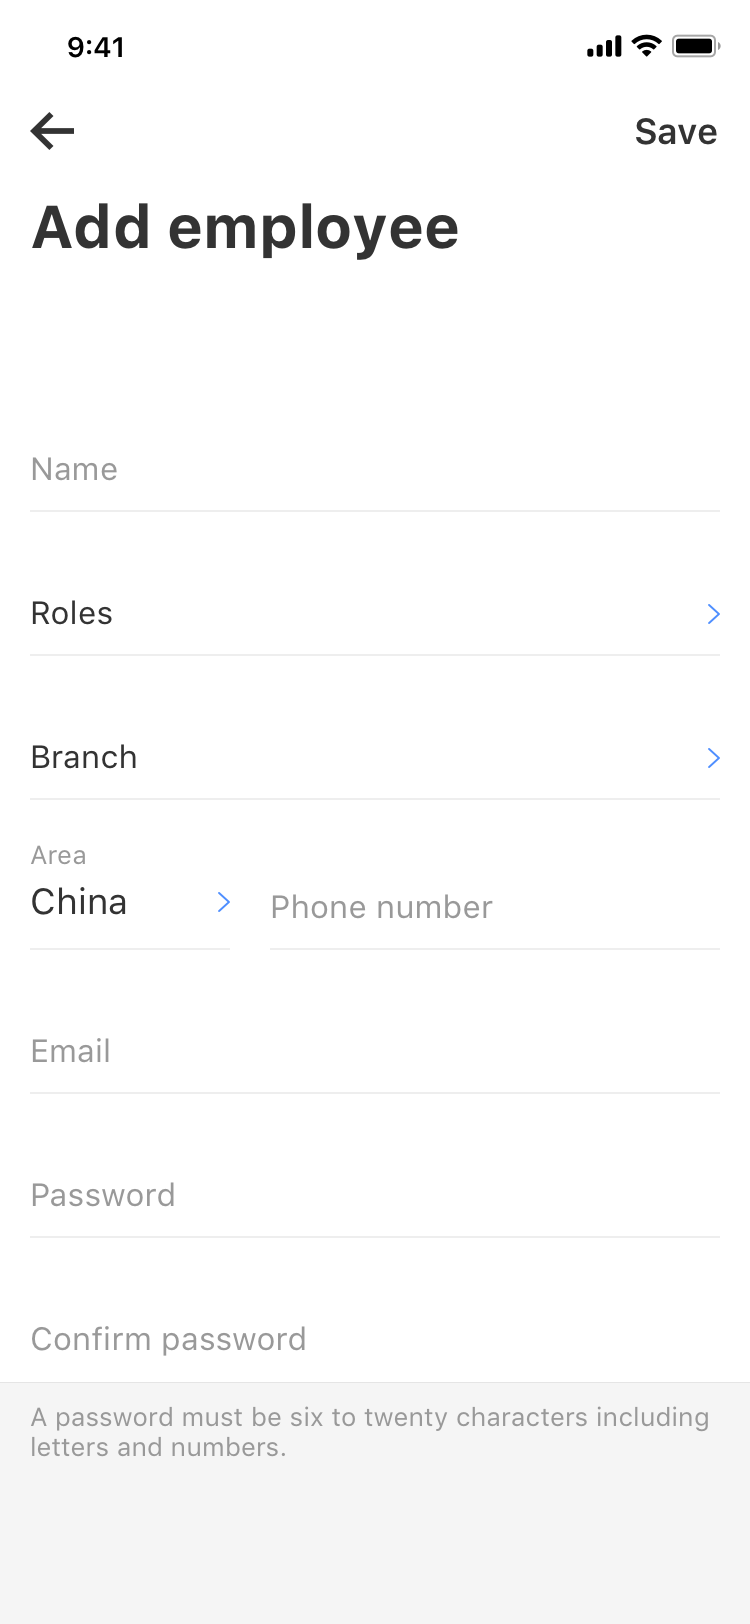 9:41
Save
Add employee
Name
Roles
Branch
Area
China
Phone number
Email
Password
Confirm password
A password must be six to twenty characters including
letters and numbers.